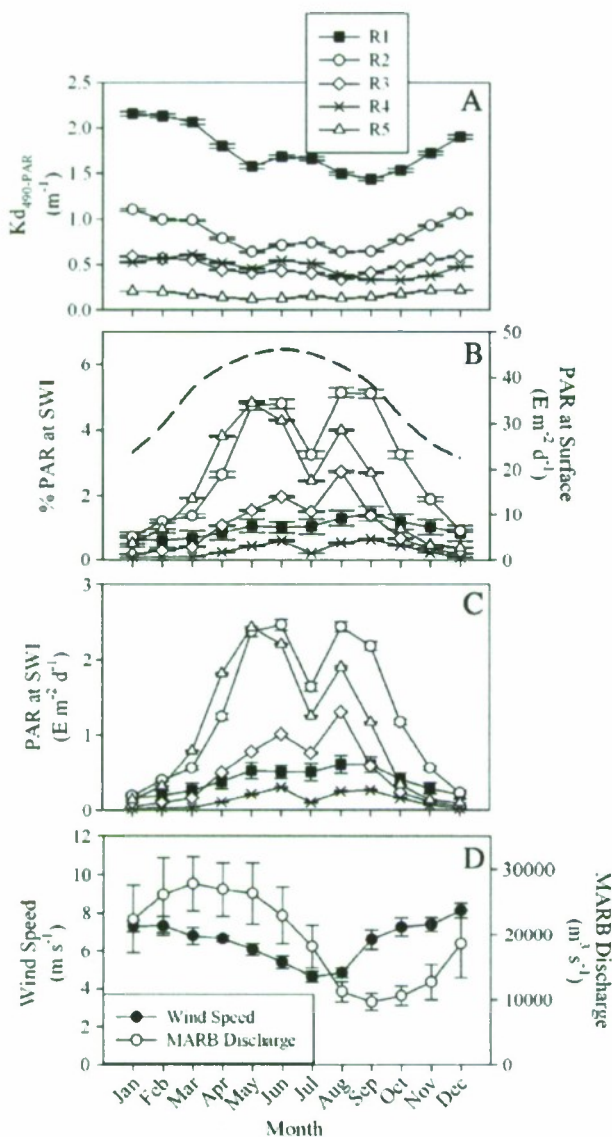 R1
R2
R3
R4
R5
A
2.5
2.0
1.5
1.0
0.5
0.0
Kd490-PAR
(m-1)
B
6
4
2
0
% PAR at SWI
50
40
30
20
10
0
PAR at Surface
(E m-2 d-1)
C
3
2
1
0
PAR at SWI
(E m-2 d-1)
D
12
10
8
6
4
2
0
Wind Speed
(m s-1)
30000
20000
10000
0
MARB Discharge
(m3 s-1)
Wind Speed
MARB Discharge
Jan Feb Mar Apr May Jun Jul Aug Sep Oct Nov Dec
Month